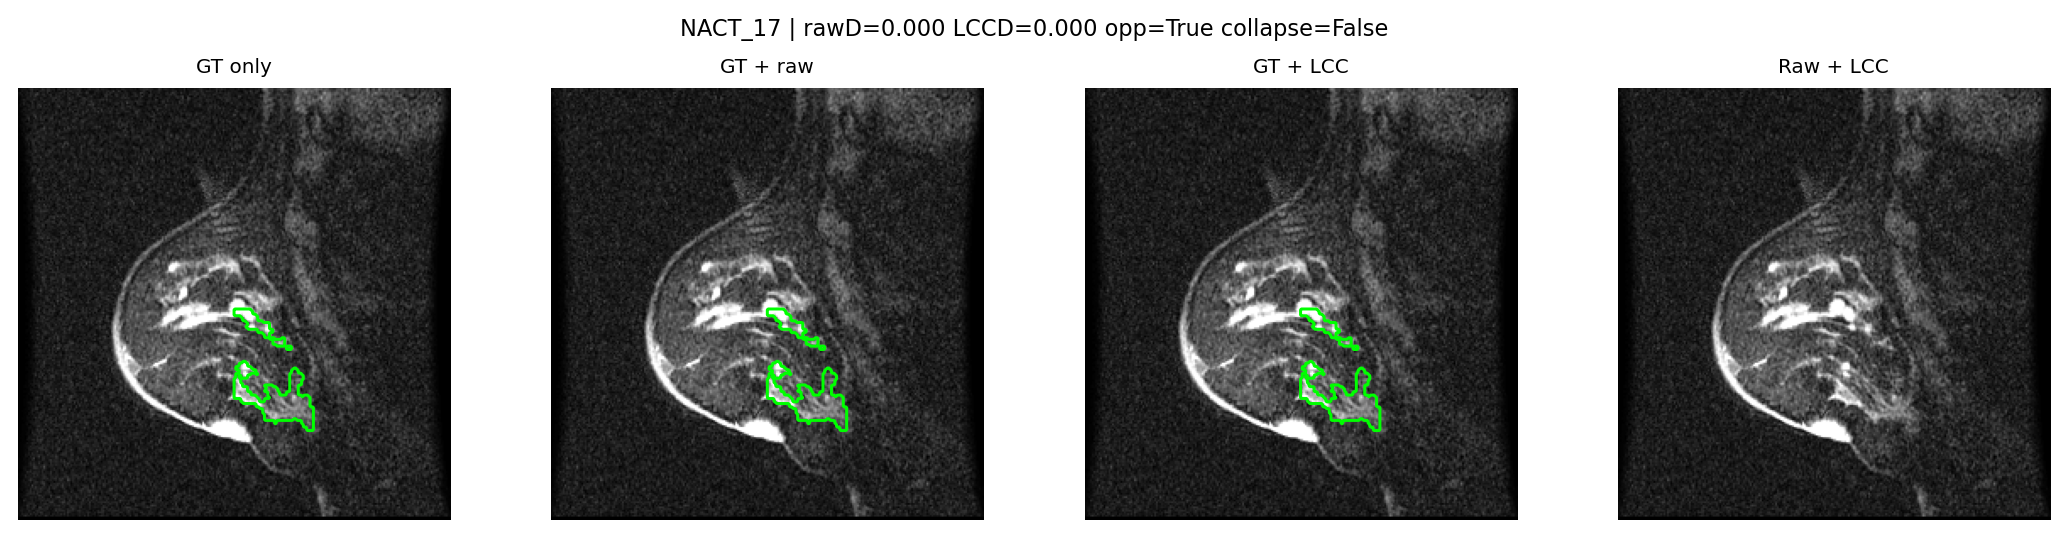 NACT_17 | rawD=0.000 LCCD=0.000 opp=True collapse=False
GT only
GT + raw
GT + LCC
Raw + LCC